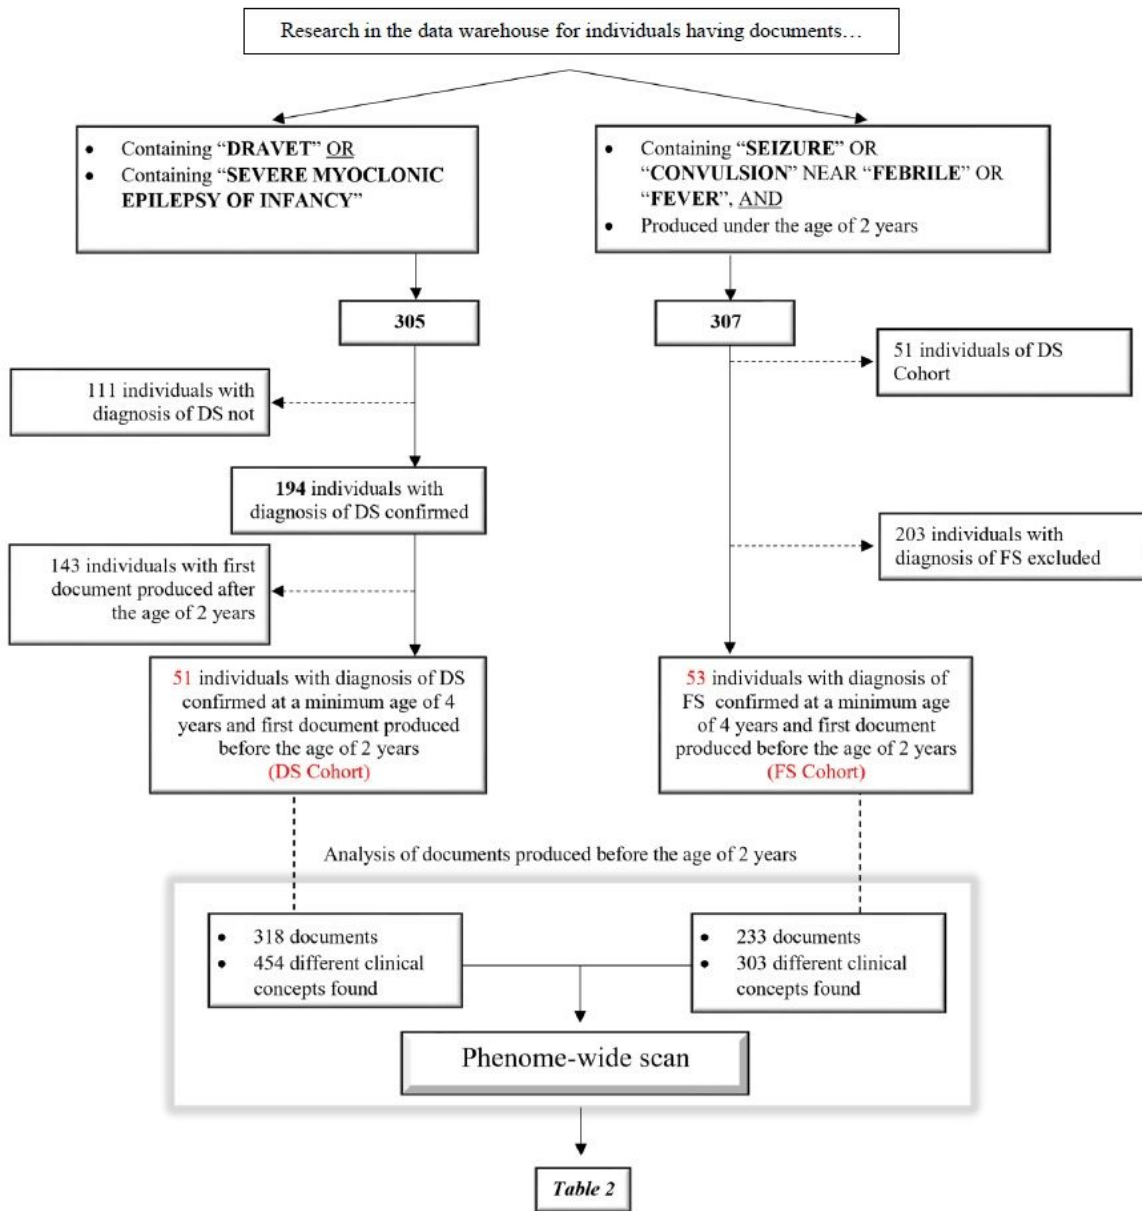 Research in the data warehouse for individuals having documents…
• Containing “DRAVET” OR
• Containing “SEVERE MYOCLONIC
EPILEPSY OF INFANCY”
• Containing “SEIZURE” OR
“CONVULSION” NEAR “FEBRILE” OR
“FEVER”, AND
• Produced under the age of 2 years
305
307
51 individuals of DS
Cohort
111 individuals with
diagnosis of DS not
194 individuals with
diagnosis of DS confirmed
203 individuals with
diagnosis of FS excluded
143 individuals with first
document produced after
the age of 2 years
51 individuals with diagnosis of DS
confirmed at a minimum age of 4
years and first document produced
before the age of 2 years
(DS Cohort)
53 individuals with diagnosis of
FS confirmed at a minimum age
of 4 years and first document
produced before the age of 2 years
(FS Cohort)
Analysis of documents produced before the age of 2 years
• 318 documents
• 454 different clinical
concepts found
• 233 documents
• 303 different clinical
concepts found
Phenome-wide scan
Table 2